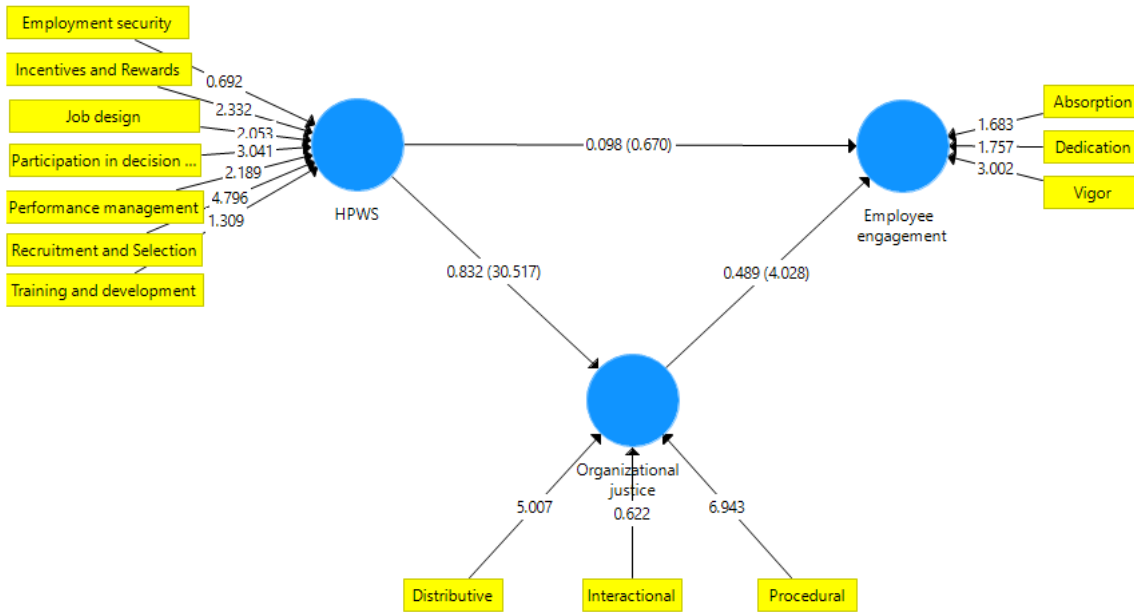 Employment security
Incentives and Rewards
0.692
2.332
Job design
2.053
Participation in decision ...
3.041
2.189
Performance management
4.796
1.309
Recruitment and Selection
Training and development
HPWS
0.098 (0.670)
Absorption
1.683
Dedication
1.757
3.002
Vigor
Employee
engagement
0.832 (30.517)
0.489 (4.028)
Organizational
justice
5.007
0.622
6.943
Distributive
Interactional
Procedural